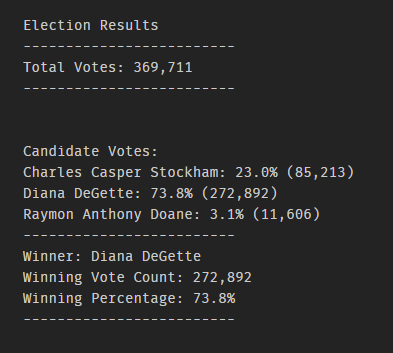 Election Results
-------------------------
Total Votes: 369,711
-------------------------
Candidate Votes:
Charles Casper Stockham: 23.0% (85,213)
Diana DeGette: 73.8% (272,892)
Raymon Anthony Doane: 3.1% (11,606)
-------------------------
Winner: Diana DeGette
Winning Vote Count: 272,892
Winning Percentage: 73.8%
-------------------------